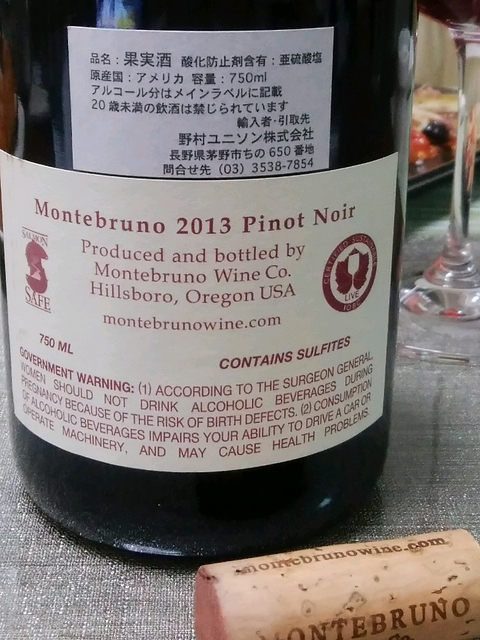 品名：果実酒 酸化防止剤含有：亜硫酸塩
原産国：アメリカ 容量：750ml
アルコール分はメインラベルに記載
20歳未満の飲酒は禁じられています
輸入者・引取先
野村ユニソン株式会社
長野県茅野市ちの650番地
問合せ先（03）3538-7854
Montebruno 2013 Pinot Noir
SALMON
SAFE
Produced and bottled by
Montebruno Wine Co.
Hillsboro, Oregon USA
montebrunowine.com
CERTIFIED SUSTAINABLE
LIVE
750 ML
CONTAINS SULFITES
GOVERNMENT WARNING: (1) ACCORDING TO THE SURGEON GENERAL
WOMEN SHOULD NOT DRINK ALCOHOLIC BEVERAGES DURING
PREGNANCY BECAUSE OF THE RISK OF BIRTH DEFECTS. (2) CONSUMPTION
OF ALCOHOLIC BEVERAGES IMPAIRS YOUR ABILITY TO DRIVE A CAR OR
OPERATE MACHINERY, AND MAY CAUSE HEALTH PROBLEMS.
montebrunowine.com
MONTEBRUNO